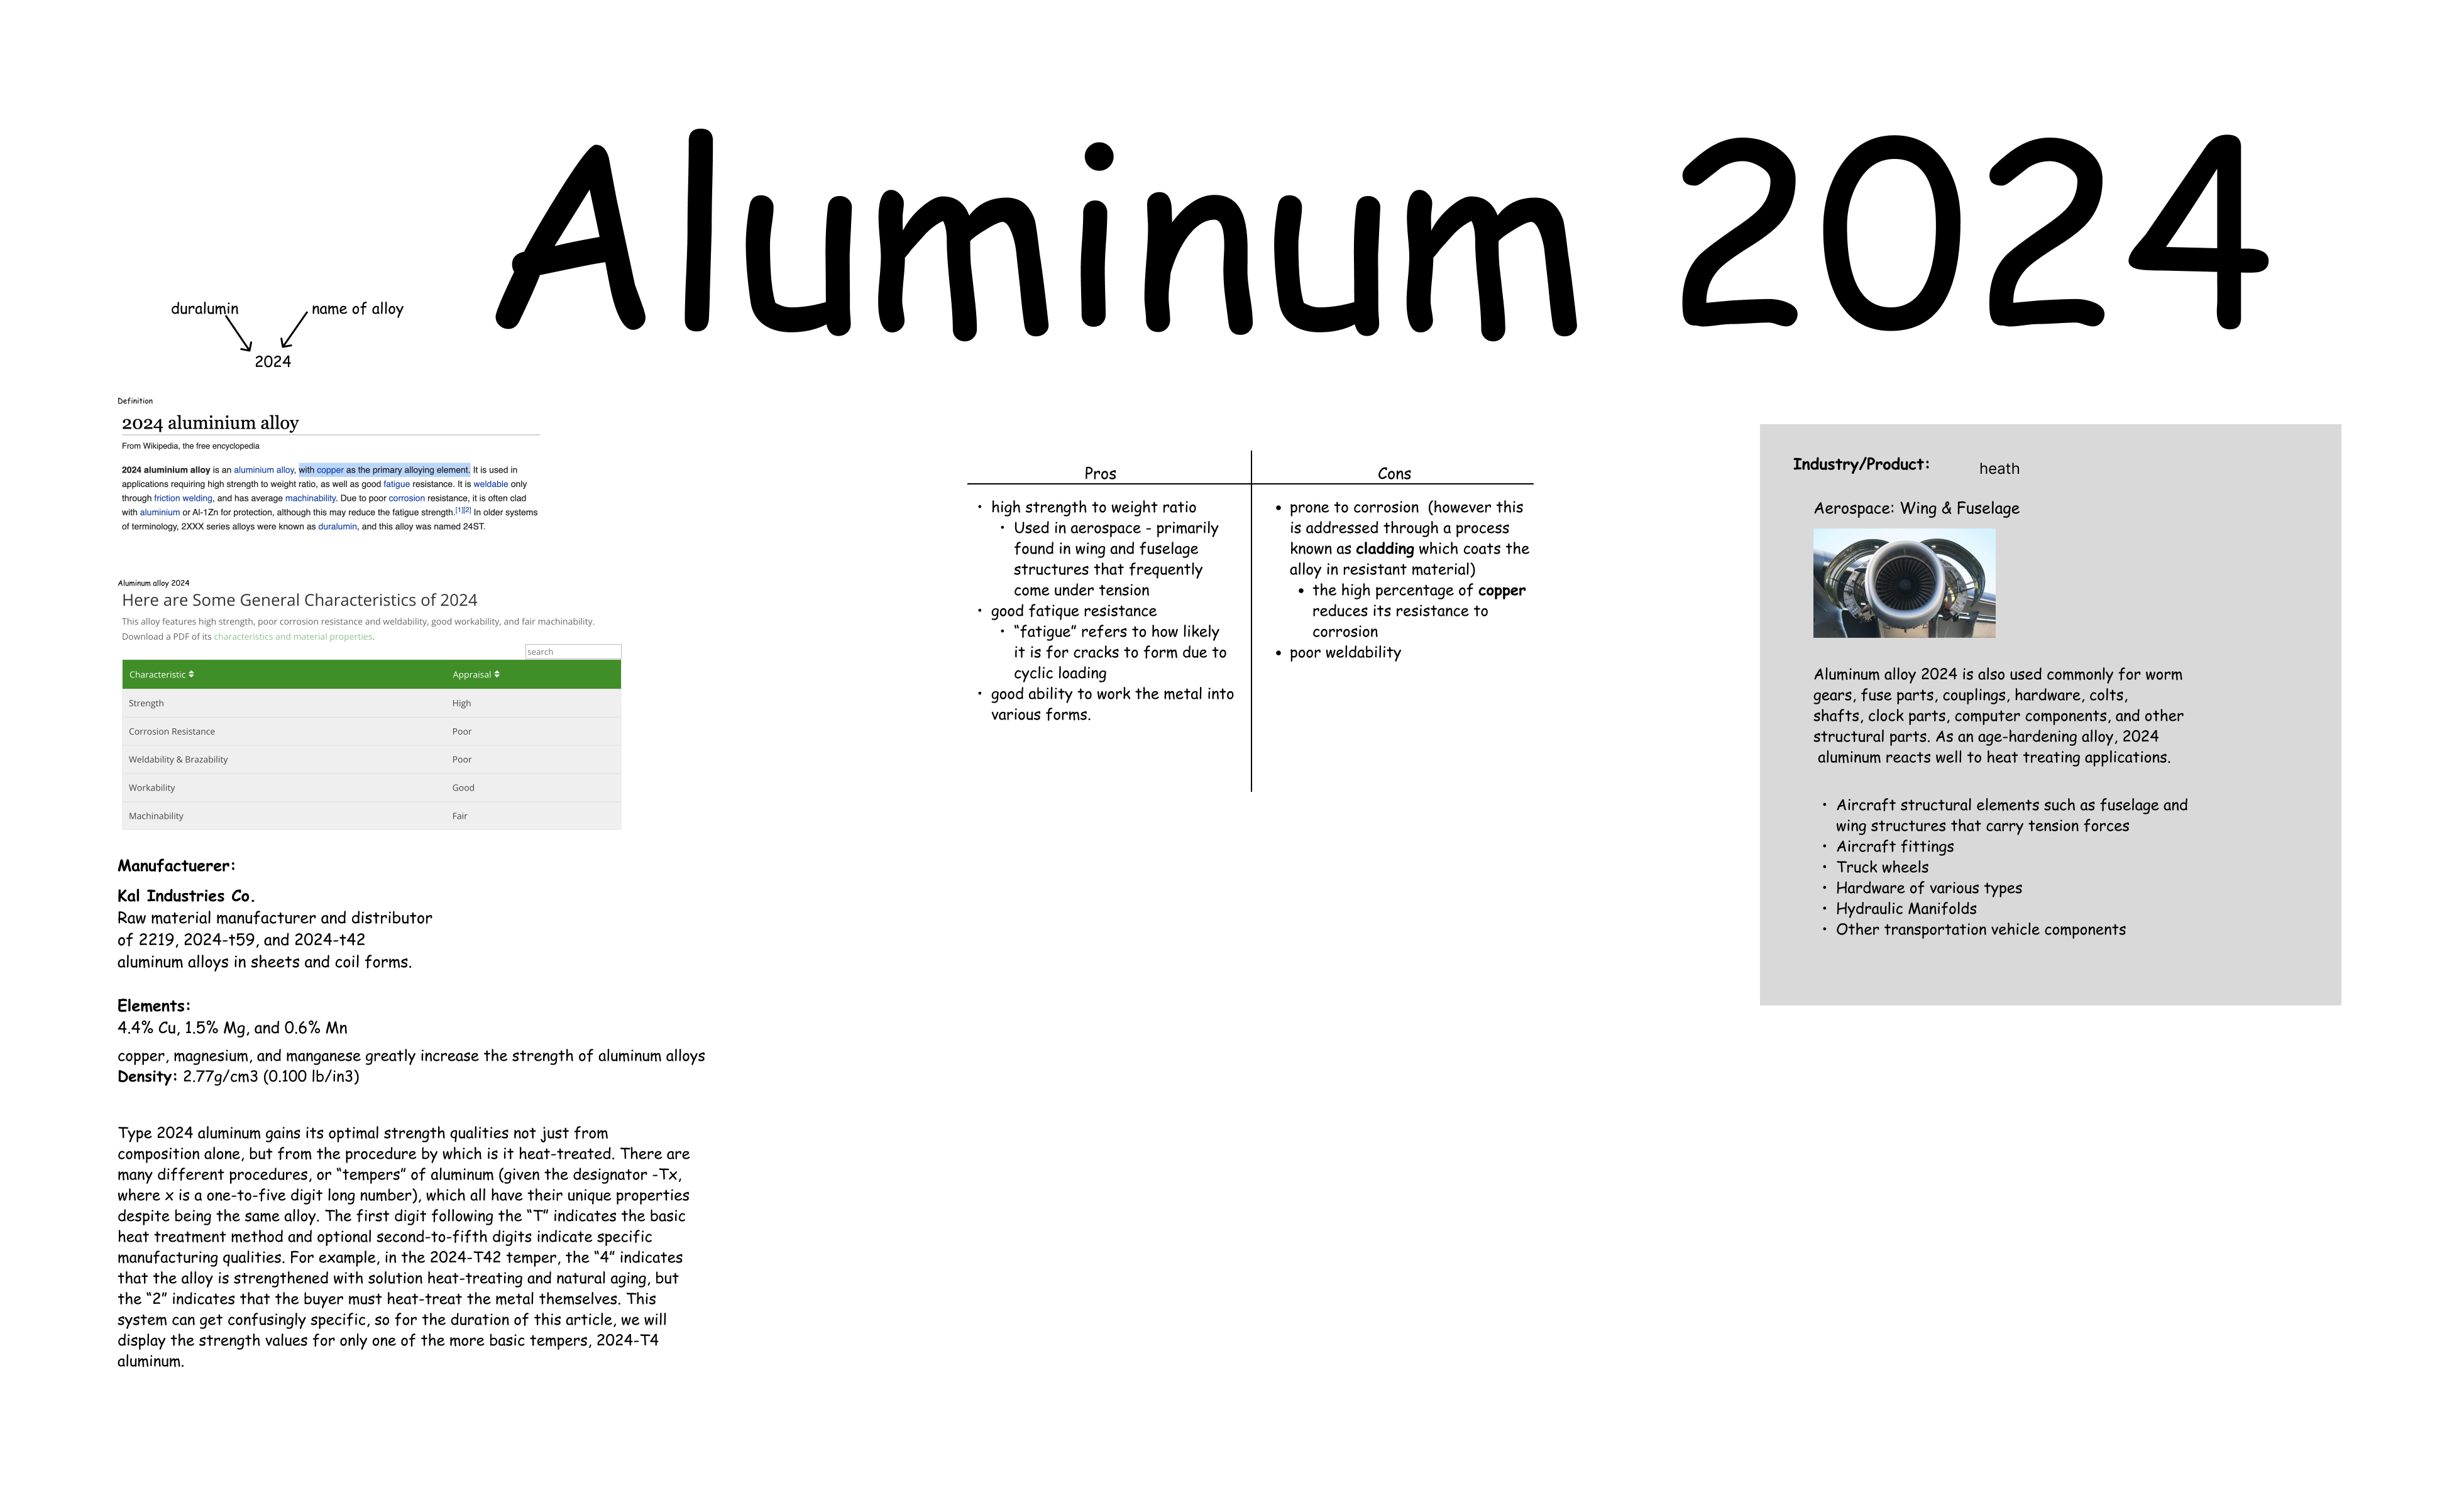 Aluminum 2024
duralumin
name of alloy
2024
Definition
2024 aluminium alloy
From Wikipedia, the free encyclopedia
2024 aluminium alloy is an aluminium alloy, with copper as the primary alloying element. It is used in
applications requiring high strength to weight ratio, as well as good fatigue resistance. It is weldable only
through friction welding, and has average machinability. Due to poor corrosion resistance, it is often clad
with aluminium or Al-1Zn for protection, although this may reduce the fatigue strength.[1][2] In older systems
of terminology, 2XXX series alloys were known as duralumin, and this alloy was named 24ST.
Aluminum alloy 2024
Here are Some General Characteristics of 2024
This alloy features high strength, poor corrosion resistance and weldability, good workability, and fair machinability.
Download a PDF of its characteristics and material properties.
search
Characteristic Appraisal
Strength High
Corrosion Resistance Poor
Weldability & Brazability Poor
Workability Good
Machinability Fair
Manufactuerer:
Kal Industries Co.
Raw material manufacturer and distributor
of 2219, 2024-t59, and 2024-t42
aluminum alloys in sheets and coil forms.
Elements:
4.4% Cu, 1.5% Mg, and 0.6% Mn
copper, magnesium, and manganese greatly increase the strength of aluminum alloys
Density: 2.77g/cm3 (0.100 lb/in3)
Type 2024 aluminum gains its optimal strength qualities not just from
composition alone, but from the procedure by which is it heat-treated. There are
many different procedures, or “tempers” of aluminum (given the designator -Tx,
where x is a one-to-five digit long number), which all have their unique properties
despite being the same alloy. The first digit following the “T” indicates the basic
heat treatment method and optional second-to-fifth digits indicate specific
manufacturing qualities. For example, in the 2024-T42 temper, the “4” indicates
that the alloy is strengthened with solution heat-treating and natural aging, but
the “2” indicates that the buyer must heat-treat the metal themselves. This
system can get confusingly specific, so for the duration of this article, we will
display the strength values for only one of the more basic tempers, 2024-T4
aluminum.
Pros
• high strength to weight ratio
• Used in aerospace - primarily
found in wing and fuselage
structures that frequently
come under tension
• good fatique resistance
• “fatigue” refers to how likely
it is for cracks to form due to
cyclic loading
• good ability to work the metal into
various forms.
Cons
• prone to corrosion (however this
is addressed through a process
known as cladding which coats the
alloy in resistant material)
• the high percentage of copper
reduces its resistance to
corrosion
• poor weldability
Industry/Product: heath
Aerospace: Wing & Fuselage
Aluminum alloy 2024 is also used commonly for worm
gears, fuse parts, couplings, hardware, colts,
shafts, clock parts, computer components, and other
structural parts. As an age-hardening alloy, 2024
aluminum reacts well to heat treating applications.
• Aircraft structural elements such as fuselage and
wing structures that carry tension forces
• Aircraft fittings
• Truck wheels
• Hardware of various types
• Hydraulic Manifolds
• Other transportation vehicle components